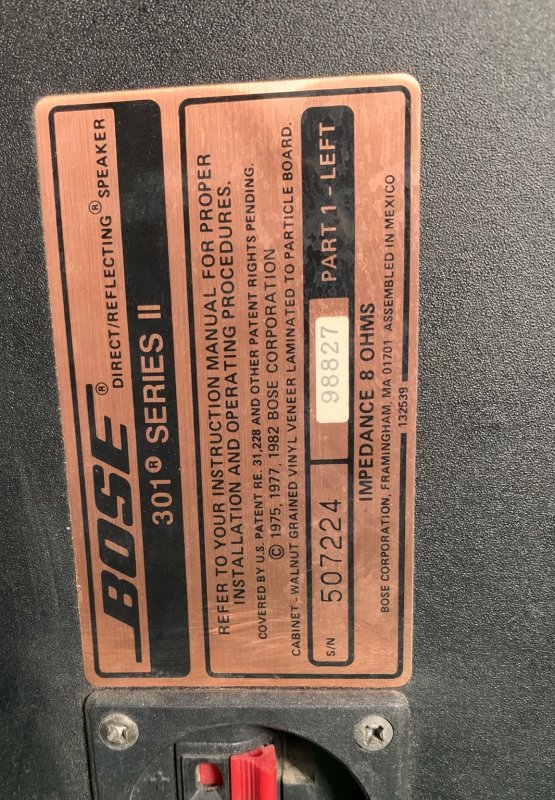 BOSE®
DIRECT/REFLECTING® SPEAKER
301® SERIES II
REFER TO YOUR INSTRUCTION MANUAL FOR PROPER
INSTALLATION AND OPERATING PROCEDURES.
COVERED BY U.S. PATENT RE. 31,228 AND OTHER PATENT RIGHTS PENDING.
© 1975, 1977, 1982 BOSE CORPORATION
CABINET - WALNUT GRAINED VINYL VENEER LAMINATED TO PARTICLE BOARD.
S/N 507224 98827 PART.1 - LEFT
IMPEDANCE 8 OHMS
BOSE CORPORATION, FRAMINGHAM, MA 01701 ASSEMBLED IN MEXICO
132539